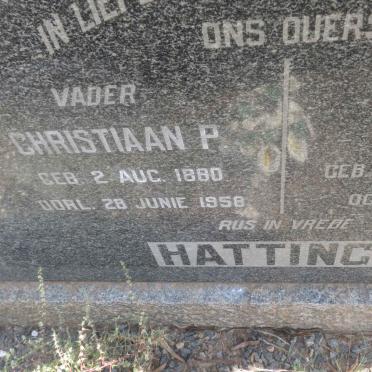 IN LIEF
ONS OUERS
VADER
CHRISTIAAN P.
GEB. 2 AUG. 1880
OORL. 28 JUNIE 1958
GEB.
RUS IN VREDE
HATTING